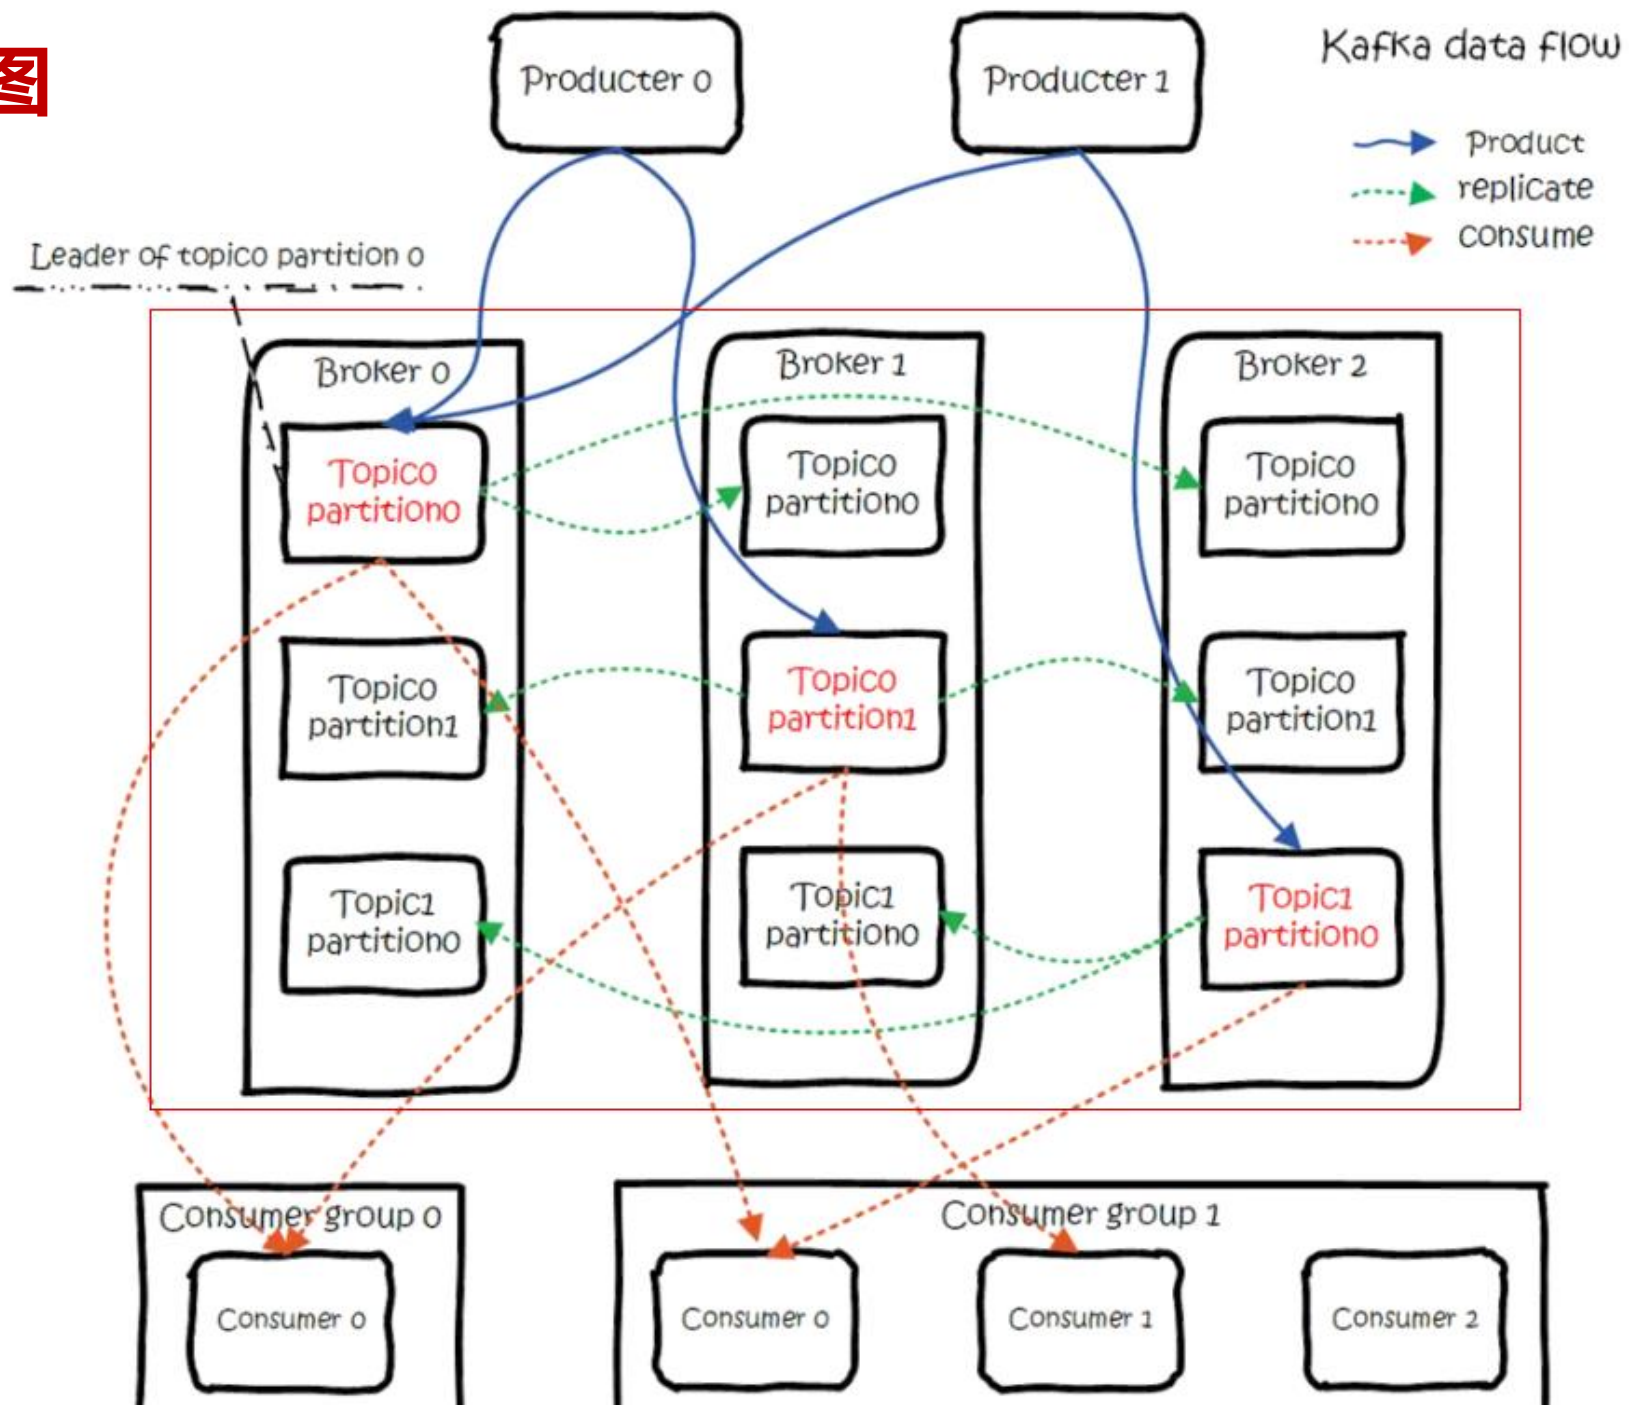 图
Producter 0
Producter 1
Kafka data flow
Product
replicate
consume
Leader of topic0 partition 0
Broker 0
Broker 1
Broker 2
Topic0
partition0
Topic0
partition0
Topic0
partition0
Topic0
partition1
Topic0
partition1
Topic0
partition1
Topic1
partition0
Topic1
partition0
Topic1
partition0
Consumer group 0
Consumer group 1
Consumer 0
Consumer 0
Consumer 1
Consumer 2